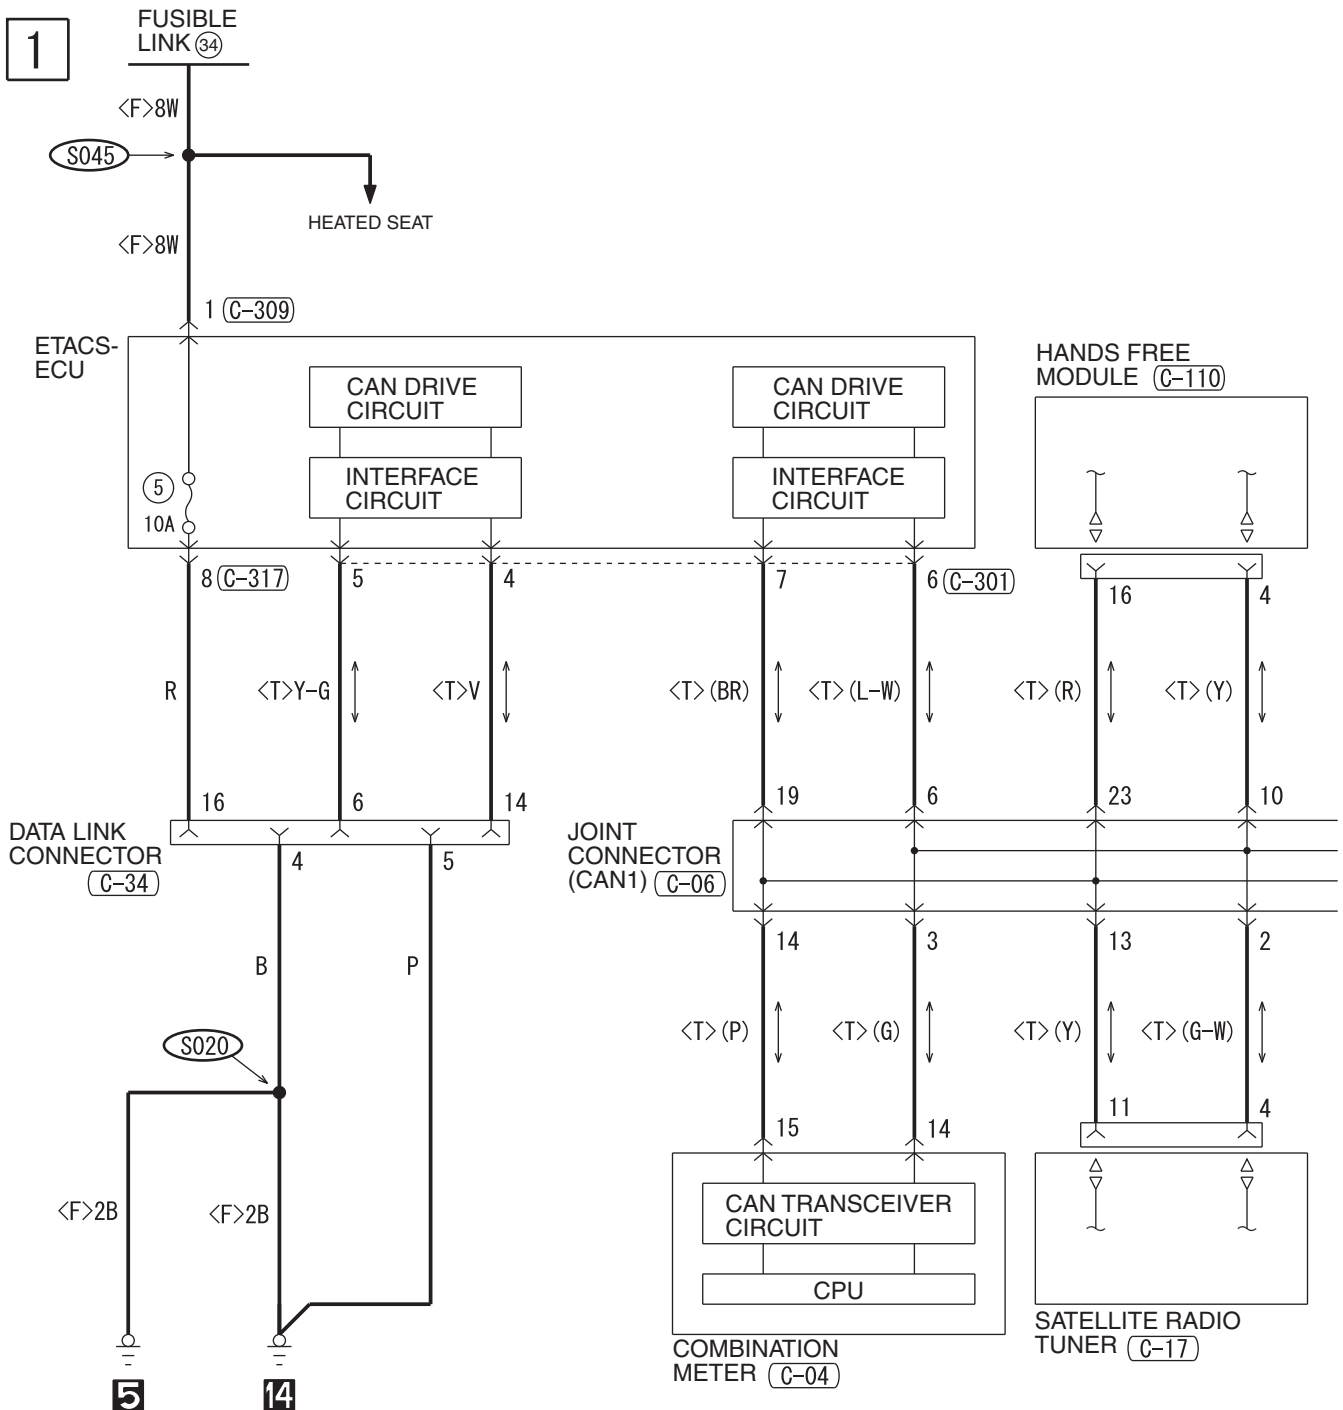 1
FUSIBLE
LINK 34
<F>8W
S045
HEATED SEAT
<F>8W
1 C-309
ETACS-
ECU
CAN DRIVE
CIRCUIT
CAN DRIVE
CIRCUIT
INTERFACE
CIRCUIT
INTERFACE
CIRCUIT
5
10A
HANDS FREE
MODULE C-110
8 C-317 5 4 7 6 C-301
16 4
R <T>Y-G <T>V <T>(BR) <T>(L-W) <T>(R) <T>(Y)
16 6 14 19 6 23 10
DATA LINK
CONNECTOR
C-34
4 5
JOINT
CONNECTOR
(CAN1) C-06
14 3 13 2
B P
<T>(P) <T>(G) <T>(Y) <T>(G-W)
S020
15 14 11 4
<F>2B <F>2B
CAN TRANSCEIVER
CIRCUIT
CPU
COMBINATION
METER C-04
SATELLITE RADIO
TUNER C-17
5 14